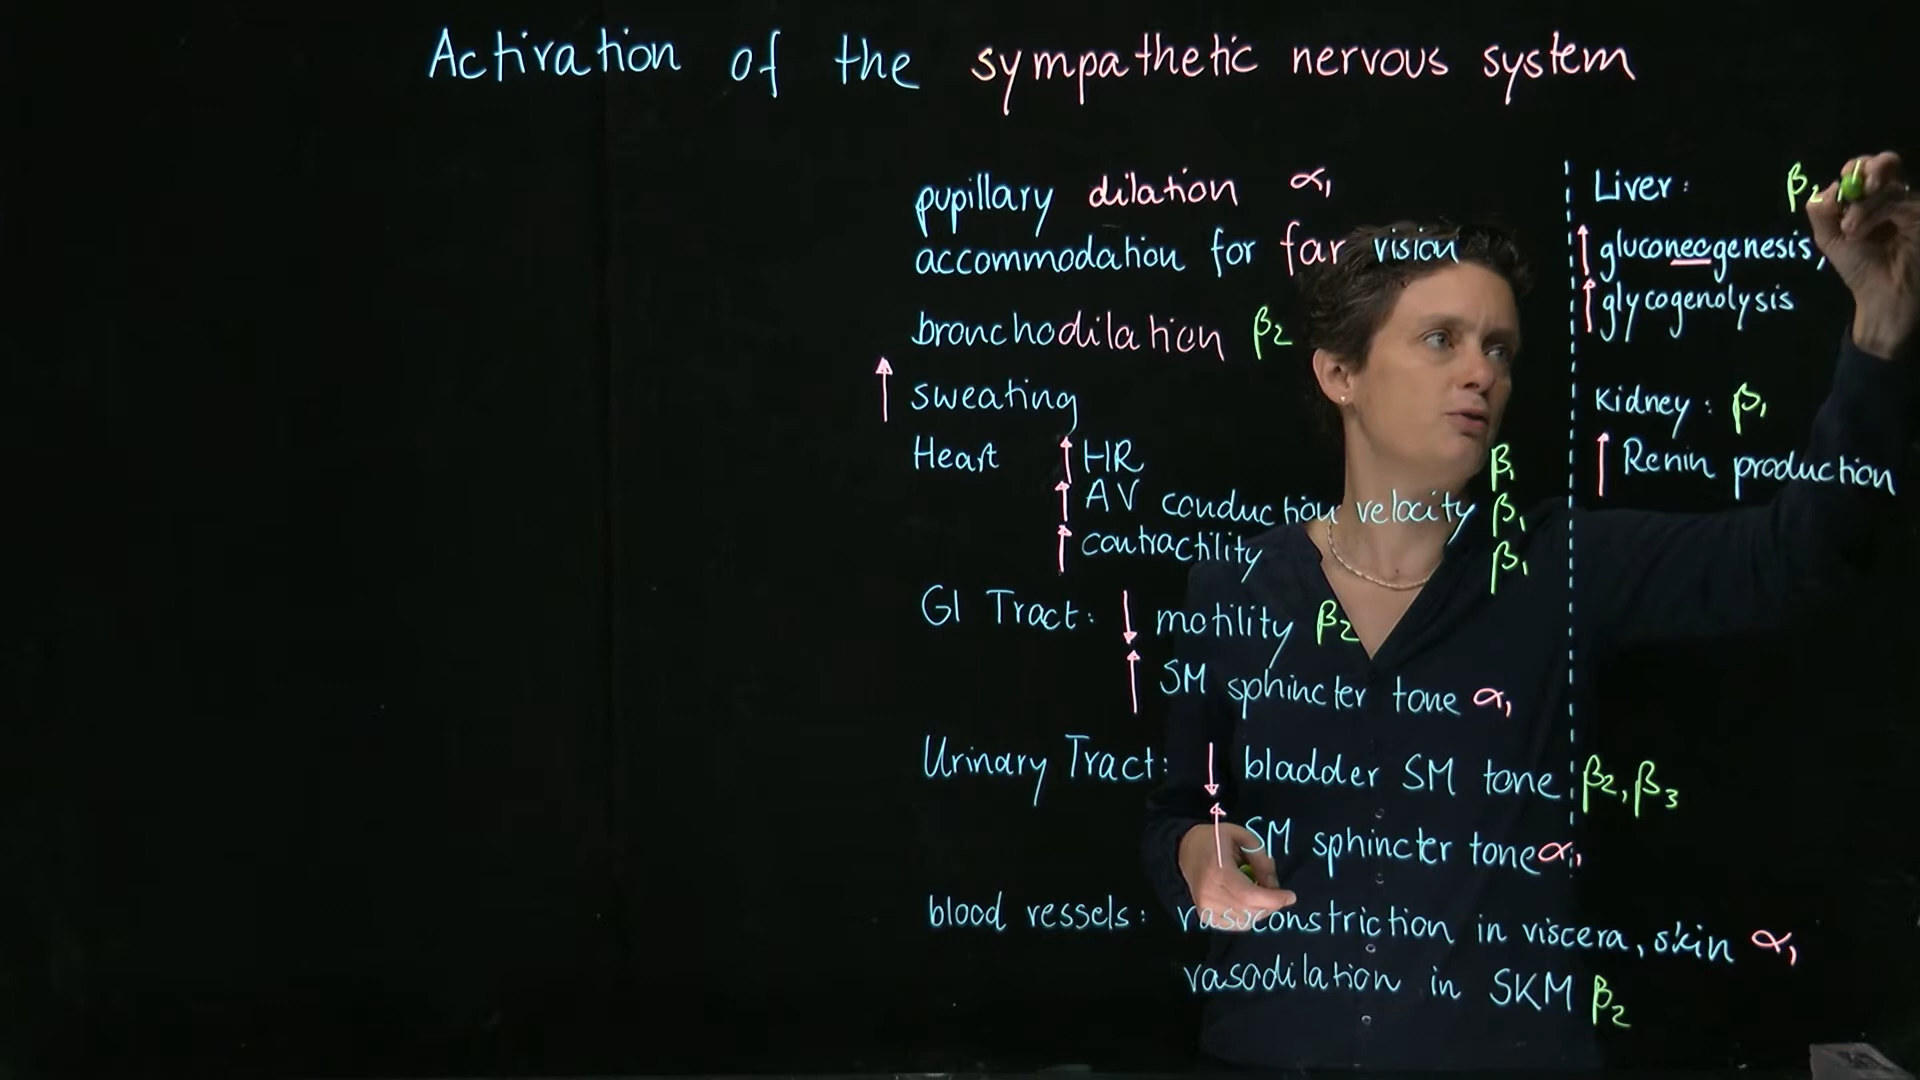 Activation of the sympathetic nervous system
pupillary dilation α₁
accommodation for far vision
bronchodilation β₂
↑ sweating
Heart ↑ HR β₁
↑ AV conduction velocity β₁
↑ contractility β₁
GI Tract: ↓ motility β₂
↑ SM sphincter tone α₁
Urinary Tract: ↓ bladder SM tone β₂, β₃
↑ SM sphincter tone α₁
blood vessels: vasoconstriction in viscera, skin α₁
vasodilation in SKM β₂
Liver: β₂
↑ gluconeogenesis,
↑ glycogenolysis
Kidney: β₁
↑ Renin production